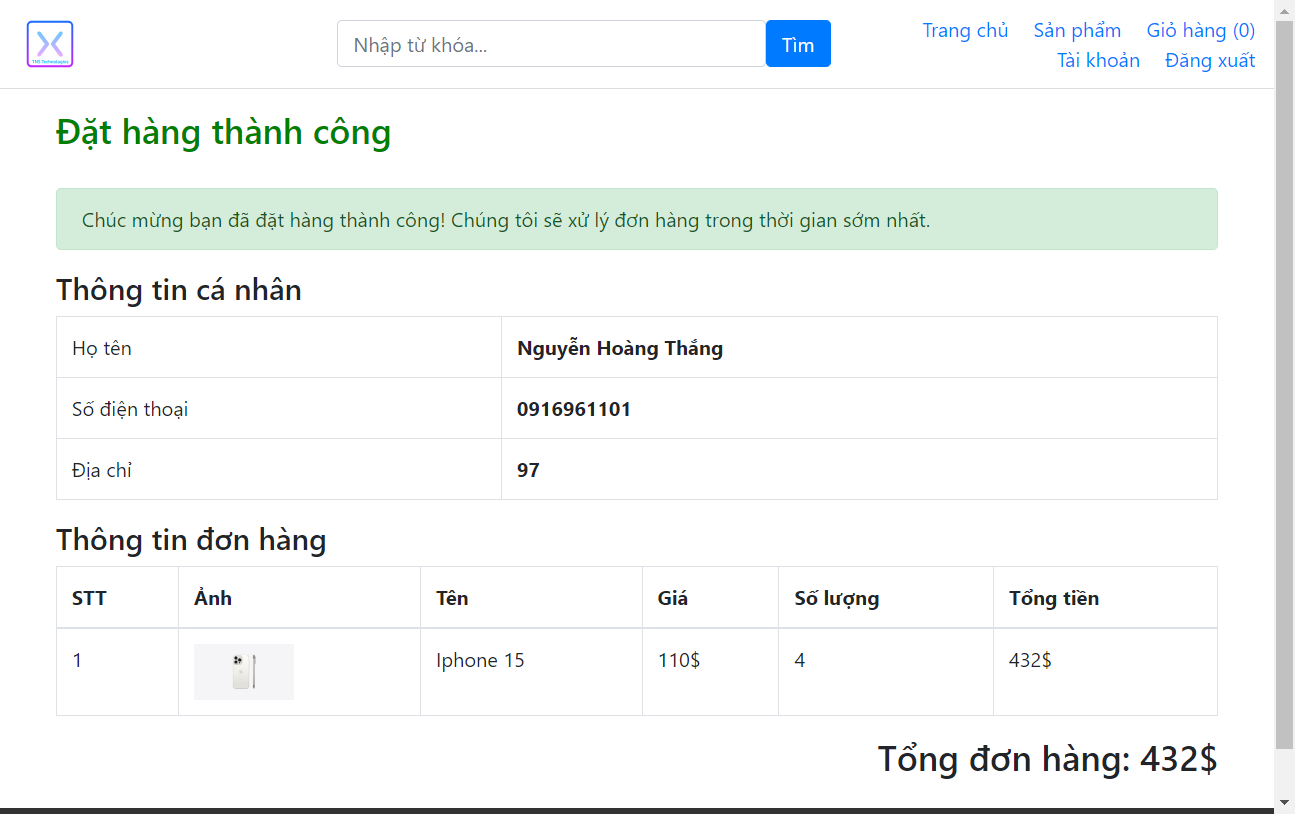 TNS Technologies
Nhập từ khóa...
Tìm
Trang chủ Sản phẩm Giỏ hàng (0)
Tài khoản Đăng xuất
Đặt hàng thành công
Chúc mừng bạn đã đặt hàng thành công! Chúng tôi sẽ xử lý đơn hàng trong thời gian sớm nhất.
Thông tin cá nhân
Họ tên Nguyễn Hoàng Thắng
Số điện thoại 0916961101
Địa chỉ 97
Thông tin đơn hàng
STT Ảnh Tên Giá Số lượng Tổng tiền
1 Iphone 15 110$ 4 432$
Tổng đơn hàng: 432$